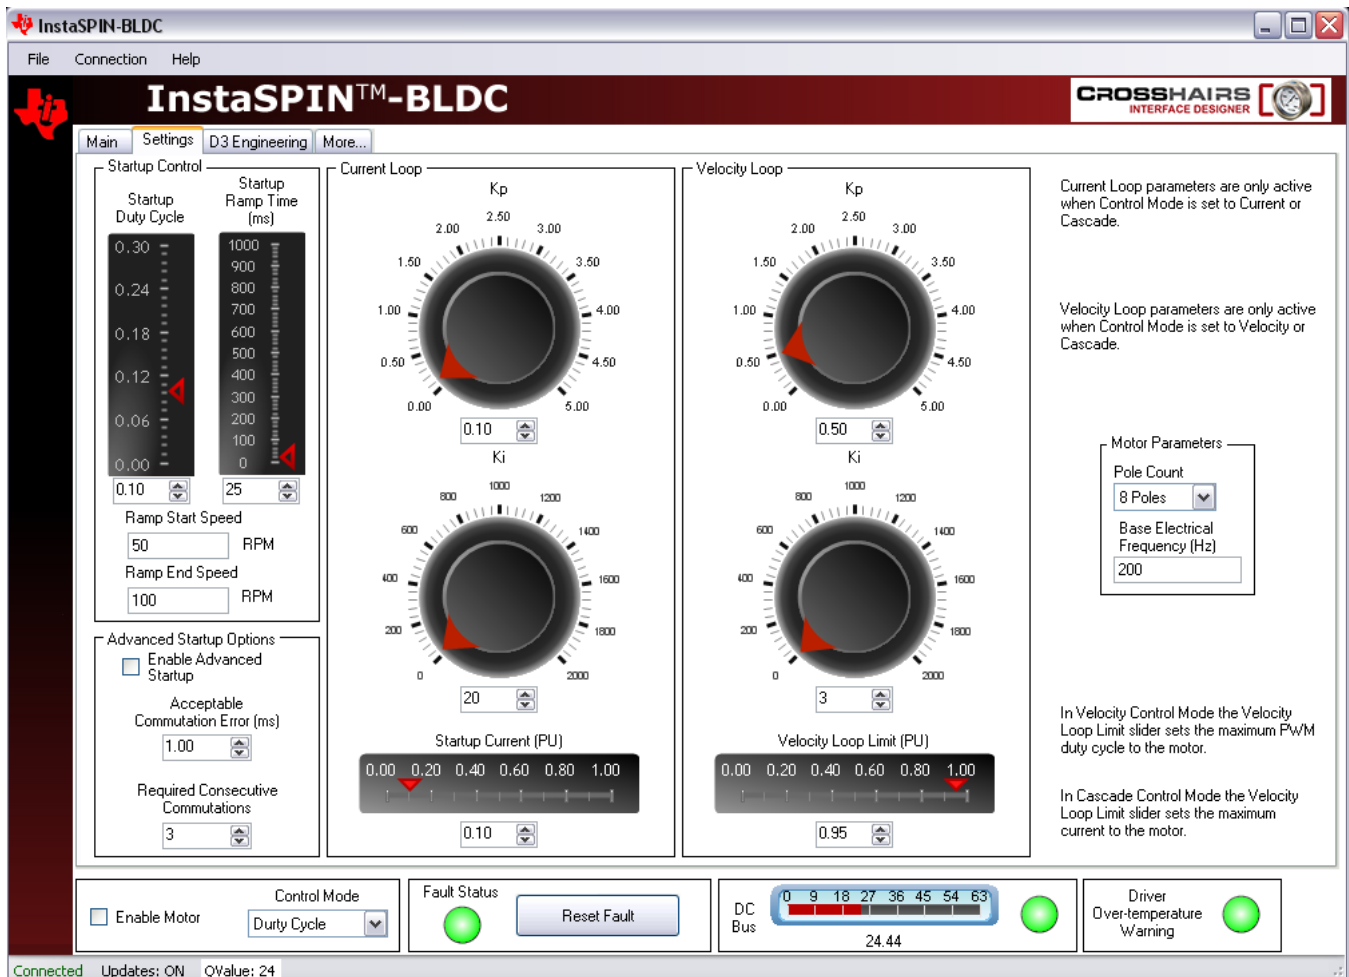 InstaSPIN-BLDC
File Connection Help
InstaSPIN™-BLDC
CROSSHAIRS
INTERFACE DESIGNER
Main Settings D3 Engineering More...
Startup Control
Startup
Duty Cycle
0.30
0.24
0.18
0.12
0.06
0.00
0.10
Startup
Ramp Time
(ms)
1000
900
800
700
600
500
400
300
200
100
0
25
Ramp Start Speed
50 RPM
Ramp End Speed
100 RPM
Advanced Startup Options
Enable Advanced
Startup
Acceptable
Commutation Error (ms)
1.00
Required Consecutive
Commutations
3
Current Loop
Kp
0.00 0.50 1.00 1.50 2.00 2.50 3.00 3.50 4.00 4.50 5.00
0.10
Ki
0 200 400 600 800 1000 1200 1400 1600 1800 2000
20
Startup Current (PU)
0.00 0.20 0.40 0.60 0.80 1.00
0.10
Velocity Loop
Kp
0.00 0.50 1.00 1.50 2.00 2.50 3.00 3.50 4.00 4.50 5.00
0.50
Ki
0 200 400 600 800 1000 1200 1400 1600 1800 2000
3
Velocity Loop Limit (PU)
0.00 0.20 0.40 0.60 0.80 1.00
0.95
Current Loop parameters are only active
when Control Mode is set to Current or
Cascade.
Velocity Loop parameters are only active
when Control Mode is set to Velocity or
Cascade.
Motor Parameters
Pole Count
8 Poles
Base Electrical
Frequency (Hz)
200
In Velocity Control Mode the Velocity
Loop Limit slider sets the maximum PWM
duty cycle to the motor.
In Cascade Control Mode the Velocity
Loop Limit slider sets the maximum
current to the motor.
Enable Motor
Control Mode
Durty Cycle
Fault Status
Reset Fault
DC
Bus
0 9 18 27 36 45 54 63
24.44
Driver
Over-temperature
Warning
Connected Updates: ON QValue: 24